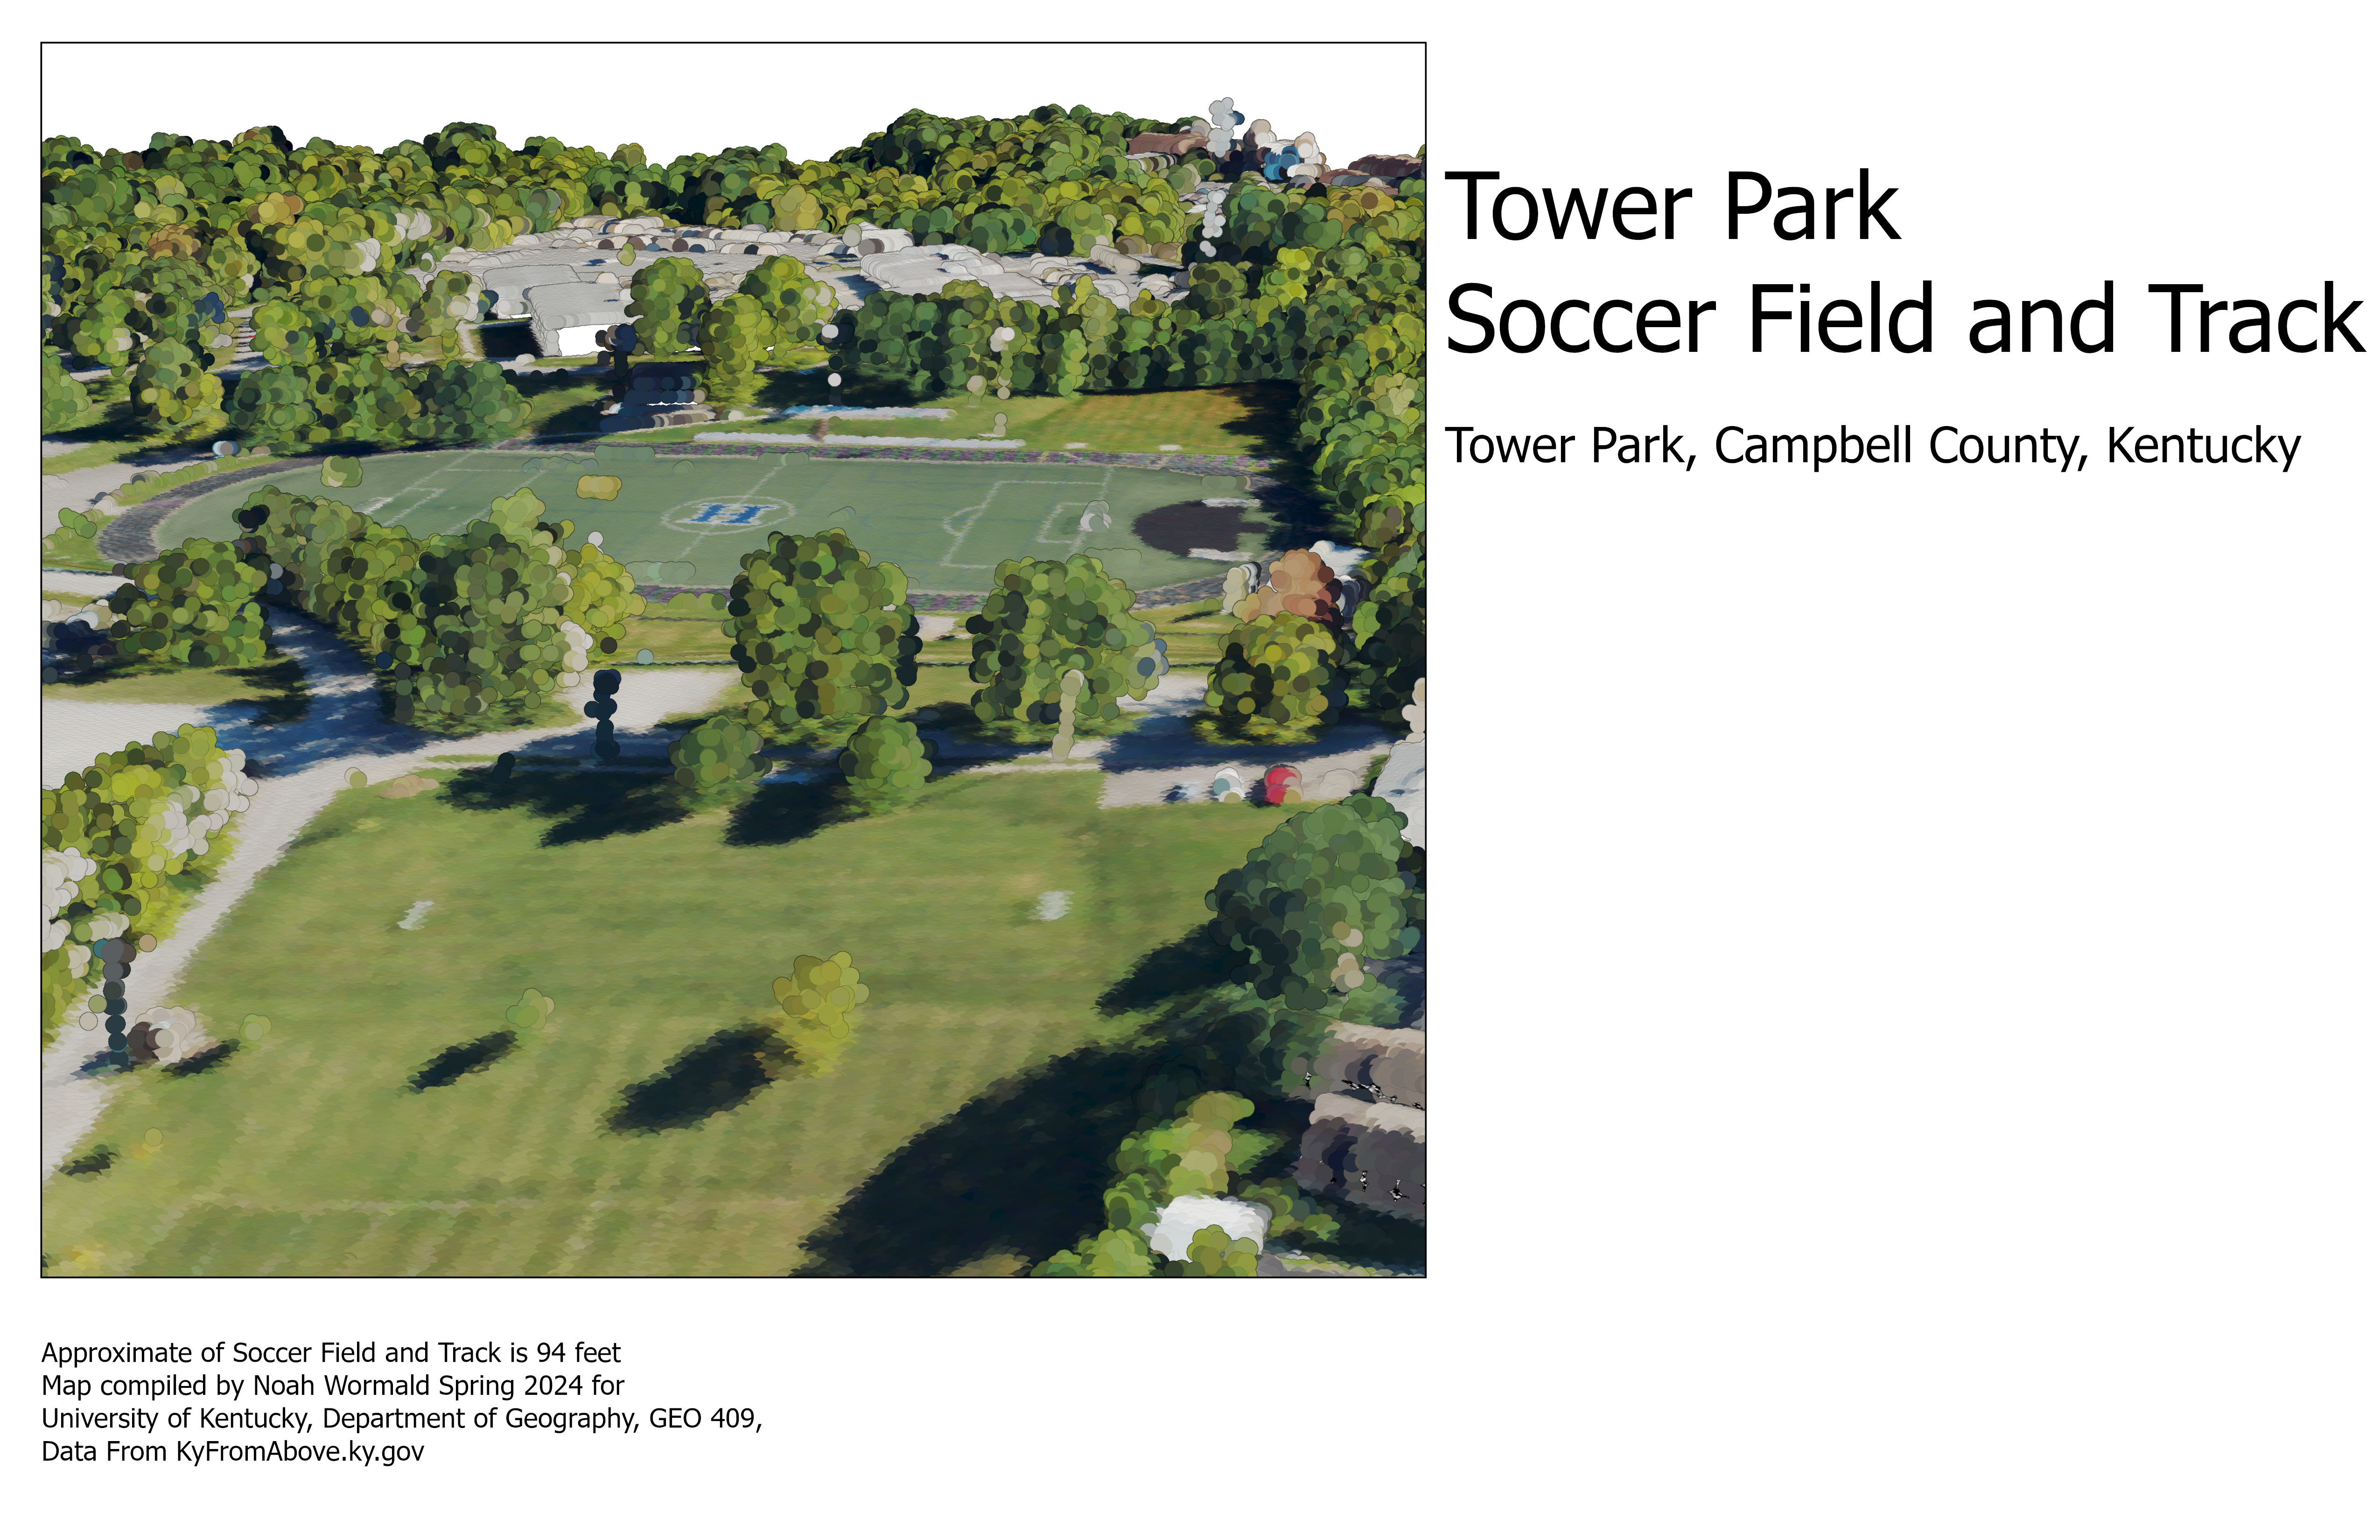 Tower Park
Soccer Field and Track
Tower Park, Campbell County, Kentucky
H
Approximate of Soccer Field and Track is 94 feet
Map compiled by Noah Wormald Spring 2024 for
University of Kentucky, Department of Geography, GEO 409,
Data From KyFromAbove.ky.gov